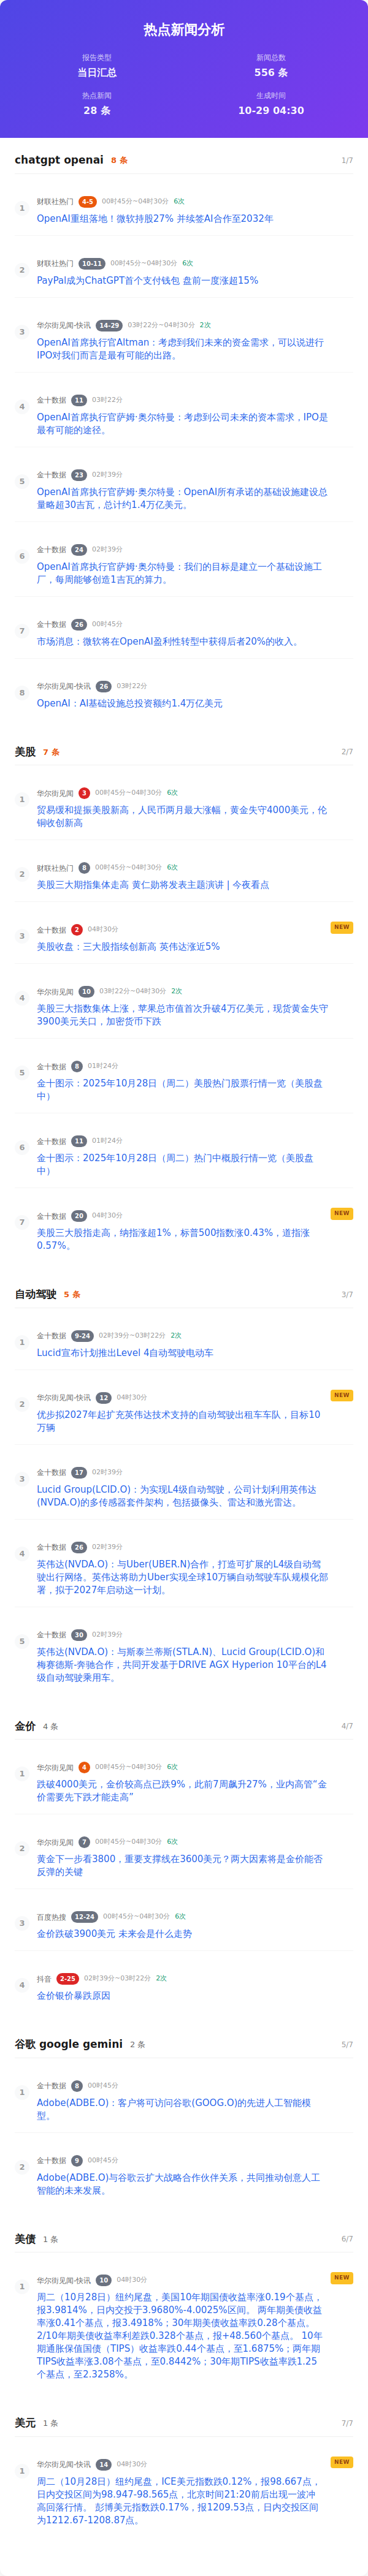 热点新闻分析
报告类型
当日汇总
新闻总数
556 条
热点新闻
28 条
生成时间
10-29 04:30
chatgpt openai 8 条 1/7
1
财联社热门 4-5 00时45分~04时30分 6次
OpenAI重组落地！微软持股27% 并续签AI合作至2032年
2
财联社热门 10-11 00时45分~04时30分 6次
PayPal成为ChatGPT首个支付钱包 盘前一度涨超15%
3
华尔街见闻-快讯 14-29 03时22分~04时30分 2次
OpenAI首席执行官Altman：考虑到我们未来的资金需求，可以说进行
IPO对我们而言是最有可能的出路。
4
金十数据 11 03时22分
OpenAI首席执行官萨姆·奥尔特曼：考虑到公司未来的资本需求，IPO是
最有可能的途径。
5
金十数据 23 02时39分
OpenAI首席执行官萨姆·奥尔特曼：OpenAI所有承诺的基础设施建设总
量略超30吉瓦，总计约1.4万亿美元。
6
金十数据 24 02时39分
OpenAI首席执行官萨姆·奥尔特曼：我们的目标是建立一个基础设施工
厂，每周能够创造1吉瓦的算力。
7
金十数据 26 00时45分
市场消息：微软将在OpenAI盈利性转型中获得后者20%的收入。
8
华尔街见闻-快讯 26 03时22分
OpenAI：AI基础设施总投资额约1.4万亿美元
美股 7 条 2/7
1
华尔街见闻 3 00时45分~04时30分 6次
贸易缓和提振美股新高，人民币两月最大涨幅，黄金失守4000美元，伦
铜收创新高
2
财联社热门 8 00时45分~04时30分 6次
美股三大期指集体走高 黄仁勋将发表主题演讲 | 今夜看点
3
金十数据 2 04时30分 NEW
美股收盘：三大股指续创新高 英伟达涨近5%
4
华尔街见闻 10 03时22分~04时30分 2次
美股三大指数集体上涨，苹果总市值首次升破4万亿美元，现货黄金失守
3900美元关口，加密货币下跌
5
金十数据 8 01时24分
金十图示：2025年10月28日（周二）美股热门股票行情一览（美股盘
中）
6
金十数据 11 01时24分
金十图示：2025年10月28日（周二）热门中概股行情一览（美股盘
中）
7
金十数据 20 04时30分 NEW
美股三大股指走高，纳指涨超1%，标普500指数涨0.43%，道指涨
0.57%。
自动驾驶 5 条 3/7
1
金十数据 9-24 02时39分~03时22分 2次
Lucid宣布计划推出Level 4自动驾驶电动车
2
华尔街见闻-快讯 12 04时30分 NEW
优步拟2027年起扩充英伟达技术支持的自动驾驶出租车车队，目标10
万辆
3
金十数据 17 02时39分
Lucid Group(LCID.O)：为实现L4级自动驾驶，公司计划利用英伟达
(NVDA.O)的多传感器套件架构，包括摄像头、雷达和激光雷达。
4
金十数据 26 02时39分
英伟达(NVDA.O)：与Uber(UBER.N)合作，打造可扩展的L4级自动驾
驶出行网络。英伟达将助力Uber实现全球10万自动驾驶车队规模化部
署，拟于2027年启动这一计划。
5
金十数据 30 02时39分
英伟达(NVDA.O)：与斯泰兰蒂斯(STLA.N)、Lucid Group(LCID.O)和
梅赛德斯-奔驰合作，共同开发基于DRIVE AGX Hyperion 10平台的L4
级自动驾驶乘用车。
金价 4 条 4/7
1
华尔街见闻 4 00时45分~04时30分 6次
跌破4000美元，金价较高点已跌9%，此前7周飙升27%，业内高管“金
价需要先下跌才能走高”
2
华尔街见闻 7 00时45分~04时30分 6次
黄金下一步看3800，重要支撑线在3600美元？两大因素将是金价能否
反弹的关键
3
百度热搜 12-24 00时45分~04时30分 6次
金价跌破3900美元 未来会是什么走势
4
抖音 2-25 02时39分~03时22分 2次
金价银价暴跌原因
谷歌 google gemini 2 条 5/7
1
金十数据 8 00时45分
Adobe(ADBE.O)：客户将可访问谷歌(GOOG.O)的先进人工智能模
型。
2
金十数据 9 00时45分
Adobe(ADBE.O)与谷歌云扩大战略合作伙伴关系，共同推动创意人工
智能的未来发展。
美债 1 条 6/7
1
华尔街见闻-快讯 10 04时30分 NEW
周二（10月28日）纽约尾盘，美国10年期国债收益率涨0.19个基点，
报3.9814%，日内交投于3.9680%-4.0025%区间。 两年期美债收益
率涨0.41个基点，报3.4918%；30年期美债收益率跌0.28个基点。
2/10年期美债收益率利差跌0.328个基点，报+48.560个基点。 10年
期通胀保值国债（TIPS）收益率跌0.44个基点，至1.6875%；两年期
TIPS收益率涨3.08个基点，至0.8442%；30年期TIPS收益率跌1.25
个基点，至2.3258%。
美元 1 条 7/7
1
华尔街见闻-快讯 14 04时30分 NEW
周二（10月28日）纽约尾盘，ICE美元指数跌0.12%，报98.667点，
日内交投区间为98.947-98.565点，北京时间21:20前后出现一波冲
高回落行情。 彭博美元指数跌0.17%，报1209.53点，日内交投区间
为1212.67-1208.87点。